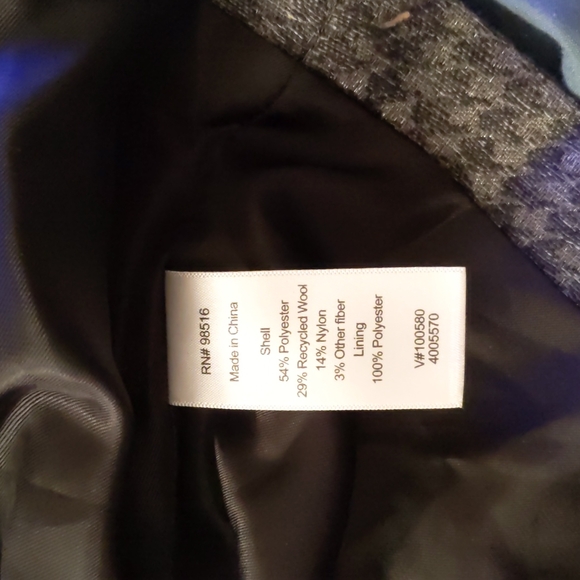 RN# 98516
Made in China
Shell
54% Polyester
29% Recycled Wool
14% Nylon
3% Other fiber
Lining
100% Polyester
V#100580
4005570